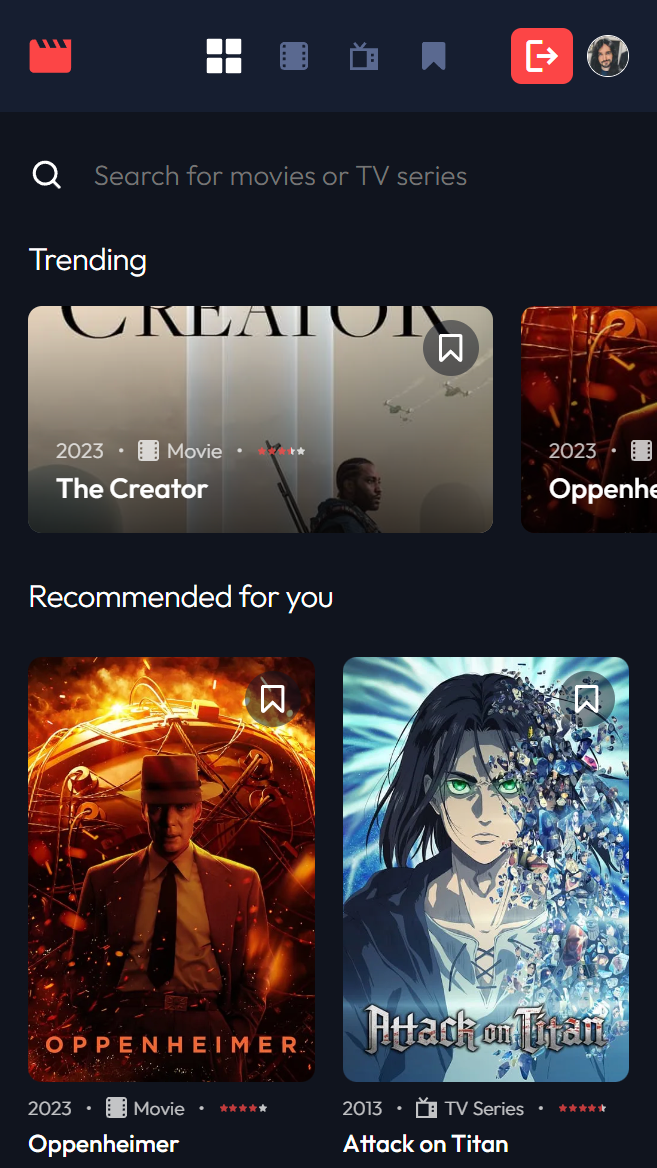 Search for movies or TV series
Trending
CREATOR
2023 • Movie •
The Creator
2023 •
Oppenhe
Recommended for you
OPPENHEIMER
Attack on Titan
2023 • Movie •
Oppenheimer
2013 • TV Series •
Attack on Titan